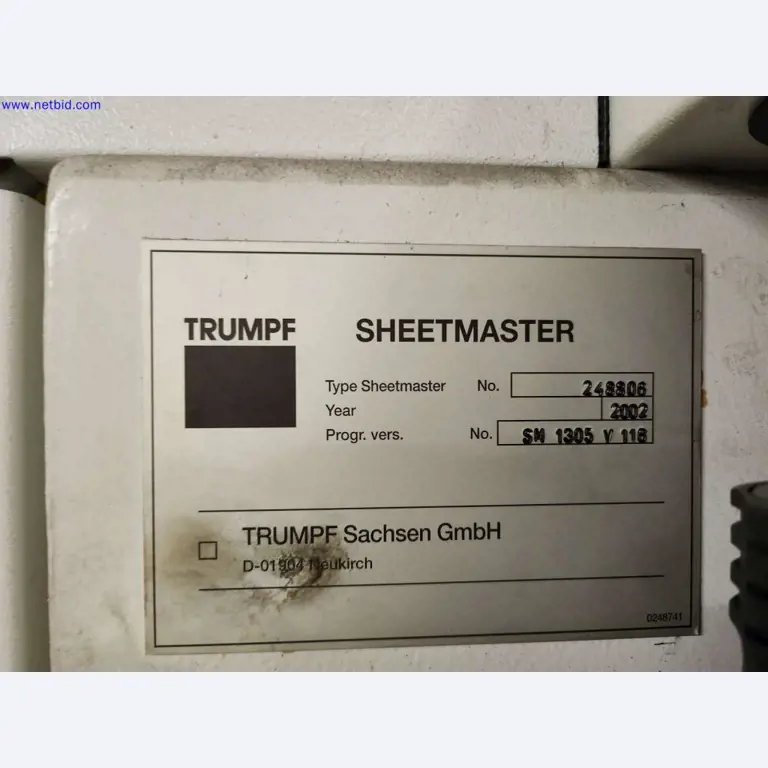 www.netbid.com
TRUMPF SHEETMASTER
Type Sheetmaster No. 248806
Year 2002
Progr. vers. No. SM 1305 V 116
TRUMPF Sachsen GmbH
D-01904 Neukirch
0248741